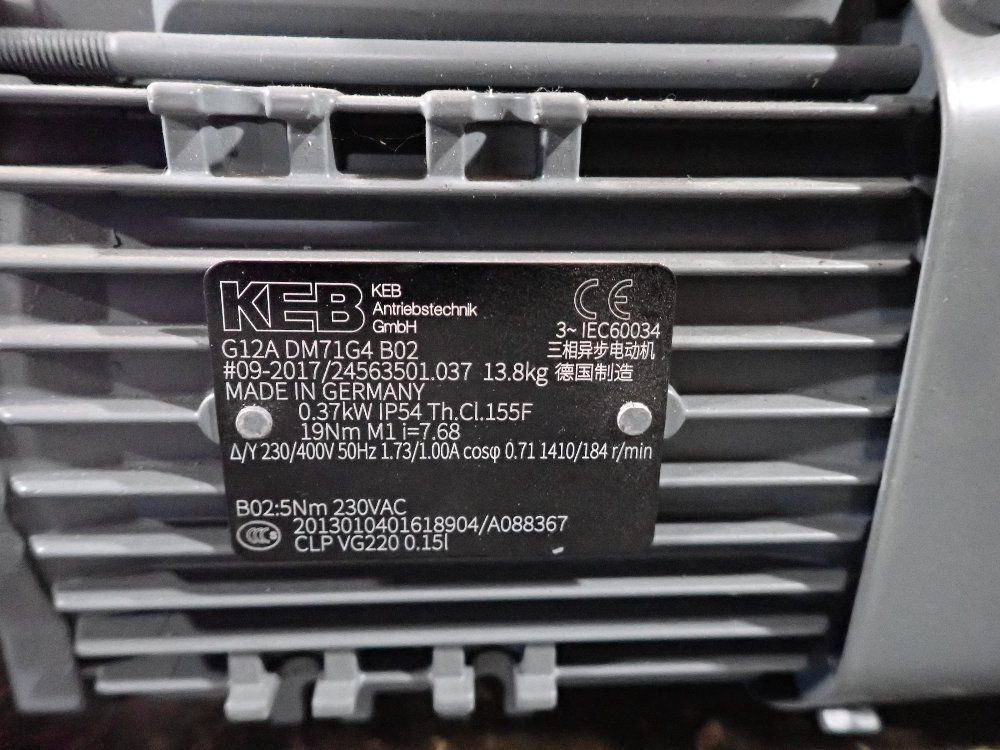 KEB
KEB
Antriebstechnik
GmbH
CE
3~ IEC60034
G12A DM71G4 B02
三相异步电动机
#09-2017/24563501.037 13.8kg 德国制造
MADE IN GERMANY
0.37kW IP54 Th.Cl.155F
19Nm M1 i=7.68
Δ/Y 230/400V 50Hz 1.73/1.00A cosφ 0.71 1410/184 r/min
B02:5Nm 230VAC
CCC
2013010401618904/A088367
CLP VG220 0.15l